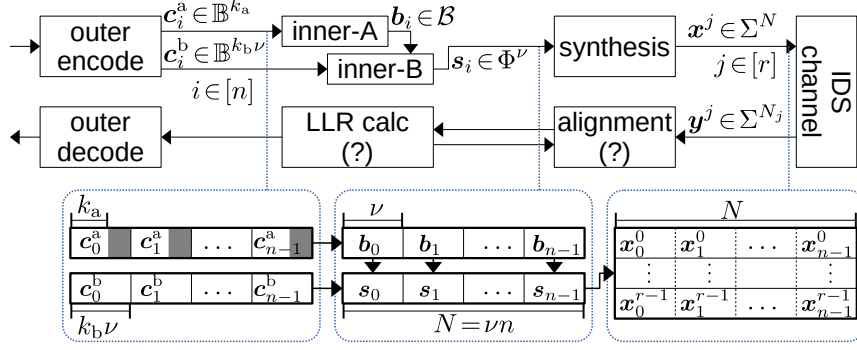 outer encode
c_i^a ∈ 𝔹^{k_a}
c_i^b ∈ 𝔹^{k_b ν}
i ∈ [n]
inner-A
b_i ∈ ℬ
inner-B
s_i ∈ Φ^ν
synthesis
x^j ∈ Σ^N
j ∈ [r]
IDS channel
outer decode
LLR calc (?)
alignment (?)
y^j ∈ Σ^{N_j}
k_a
c_0^a c_1^a ... c_{n-1}^a
c_0^b c_1^b ... c_{n-1}^b
k_b ν
ν
b_0 b_1 ... b_{n-1}
s_0 s_1 ... s_{n-1}
N = νn
N
x_0^0 x_1^0 ... x_{n-1}^0
⋮ ⋮ ⋮
x_0^{r-1} x_1^{r-1} ... x_{n-1}^{r-1}